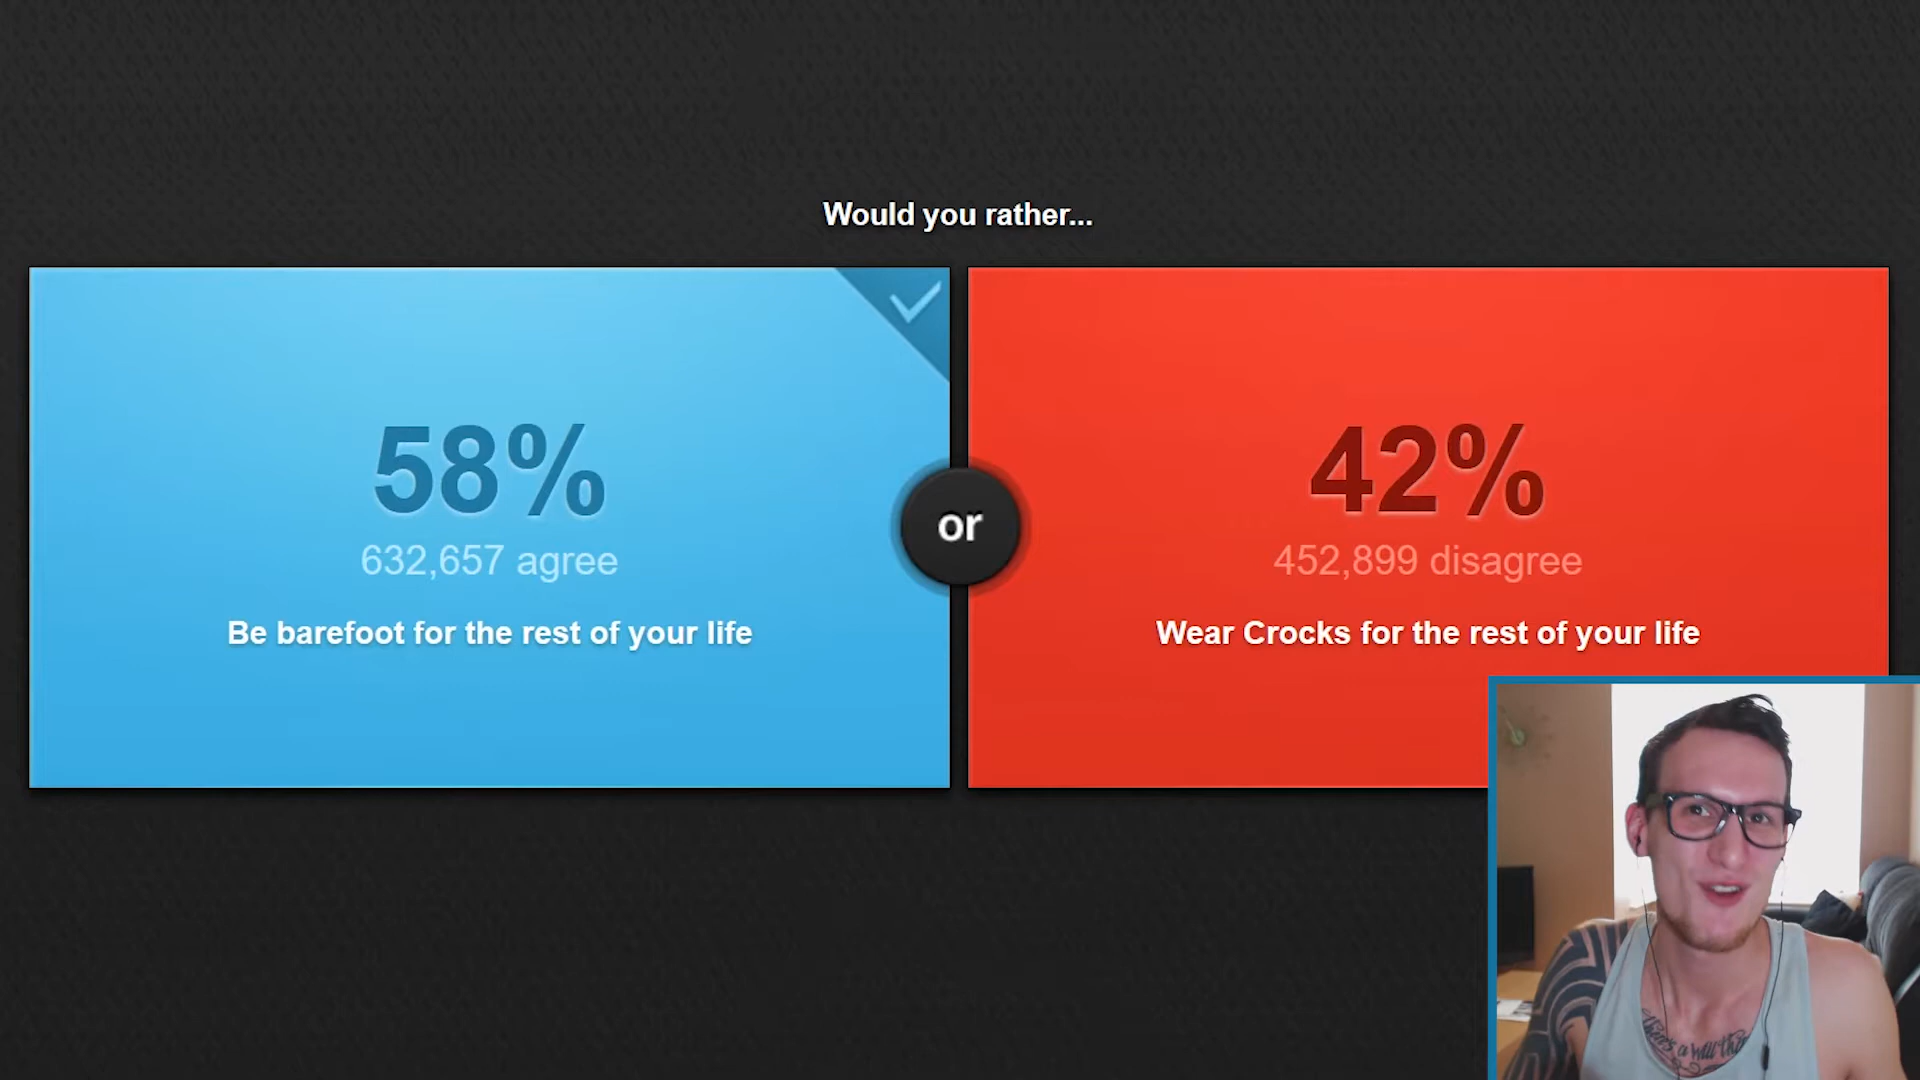 Would you rather...
58%
632,657 agree
Be barefoot for the rest of your life
or
42%
452,899 disagree
Wear Crocks for the rest of your life
a will